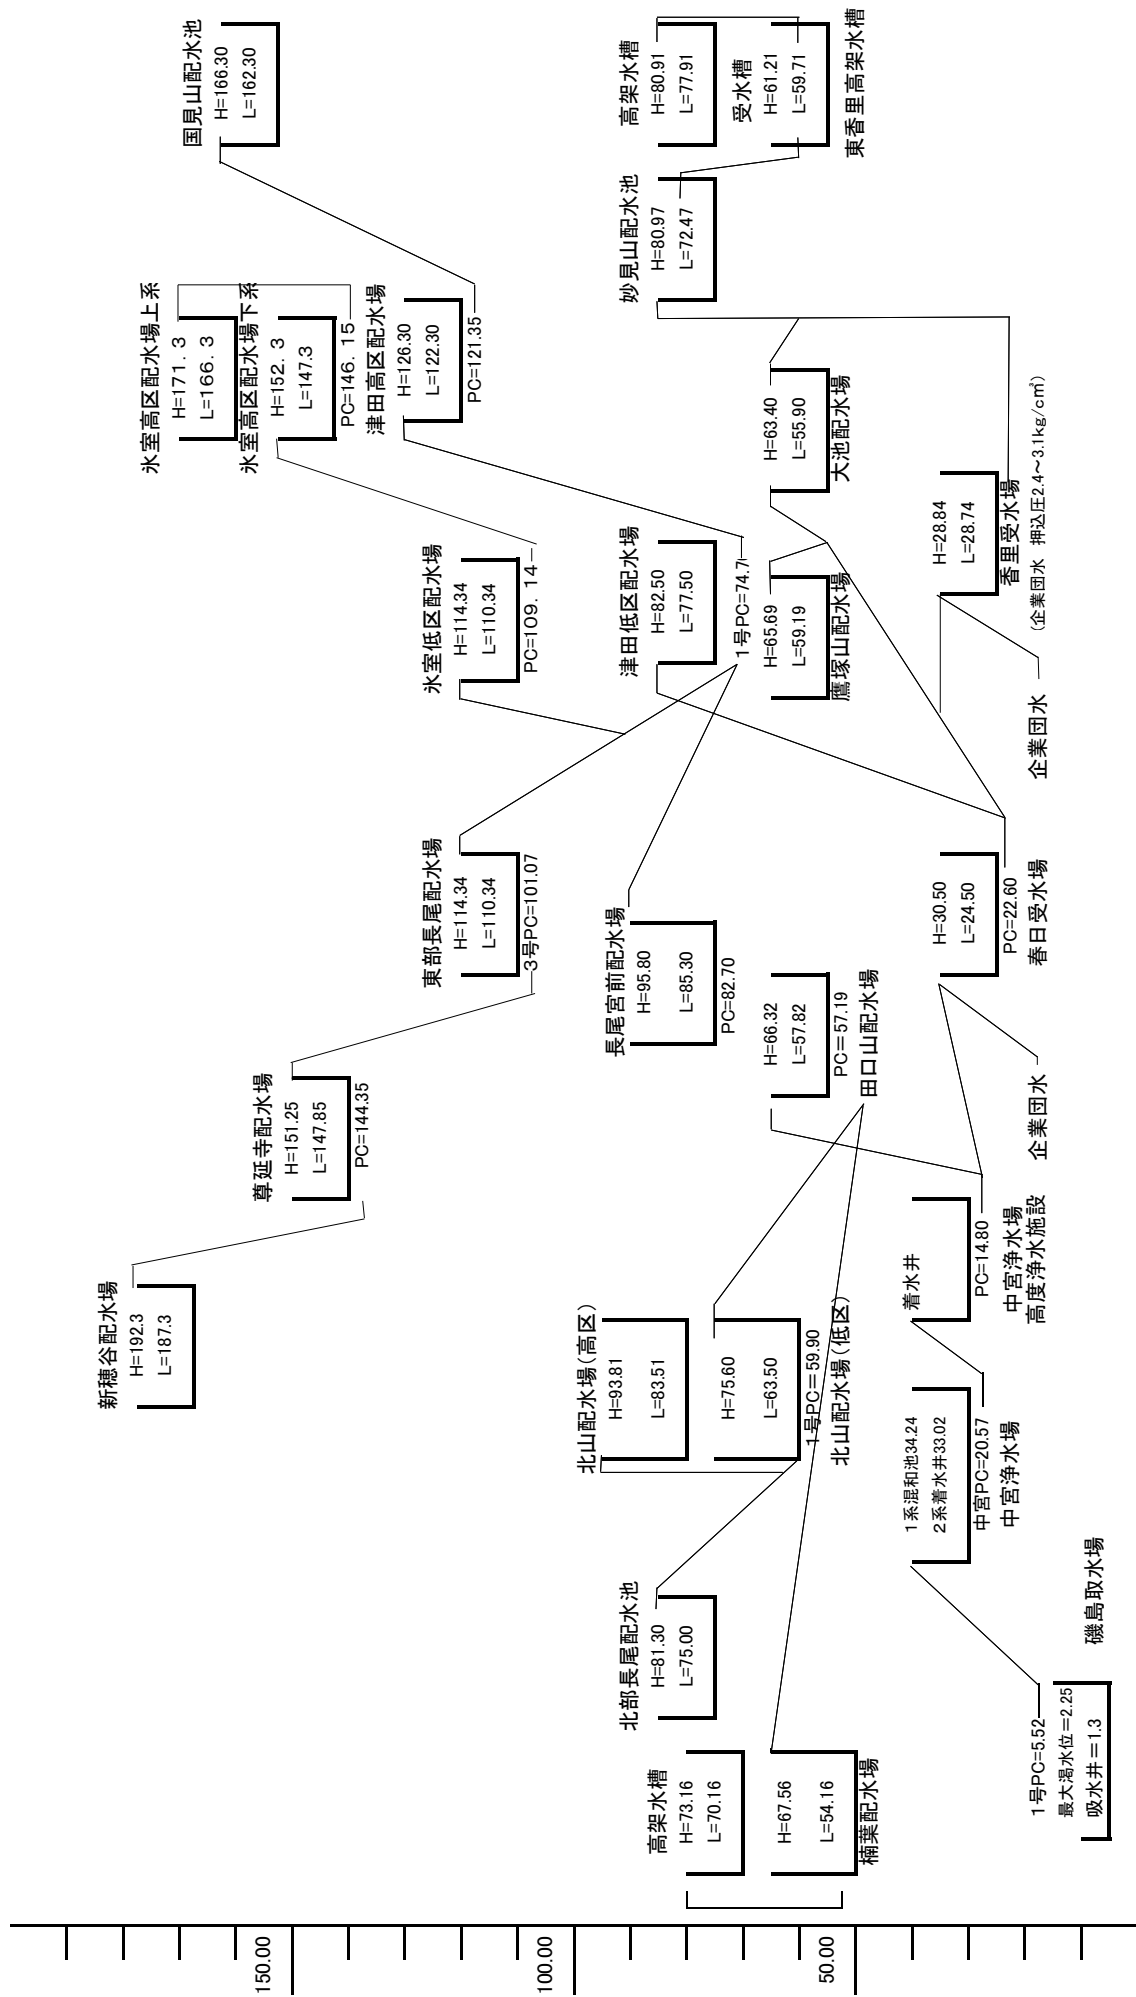 150.00
100.00
50.00
高架水槽
H=73.16
L=70.16
H=67.56
L=54.16
楠葉配水場
1号PC=5.52
最大渇水位=2.25
吸水井=1.3
磯島取水場
北部長尾配水池
H=81.30
L=75.00
1系混和池34.24
2系着水井33.02
中宮PC=20.57
中宮浄水場
北山配水場(高区)
H=93.81
L=83.51
H=75.60
L=63.50
1号PC=59.90
北山配水場(低区)
新穂谷配水場
H=192.3
L=187.3
着水井
PC=14.80
中宮浄水場
高度浄水施設
尊延寺配水場
H=151.25
L=147.85
PC=144.35
企業団水
長尾宮前配水場
H=95.80
L=85.30
PC=82.70
H=66.32
L=57.82
PC=57.19
田口山配水場
東部長尾配水場
H=114.34
L=110.34
3号PC=101.07
H=30.50
L=24.50
PC=22.60
春日受水場
企業団水
氷室低区配水場
H=114.34
L=110.34
PC=109.14
津田低区配水場
H=82.50
L=77.50
1号PC=74.7
H=65.69
L=59.19
鷹塚山配水場
H=28.84
L=28.74
香里受水場
(企業団水 押込圧2.4~3.1kg/cm³)
H=63.40
L=55.90
大池配水場
氷室高区配水場上系
H=171.3
L=166.3
氷室高区配水場下系
H=152.3
L=147.3
PC=146.15
津田高区配水場
H=126.30
L=122.30
PC=121.35
妙見山配水池
H=80.97
L=72.47
国見山配水池
H=166.30
L=162.30
高架水槽
H=80.91
L=77.91
受水槽
H=61.21
L=59.71
東香里高架水槽